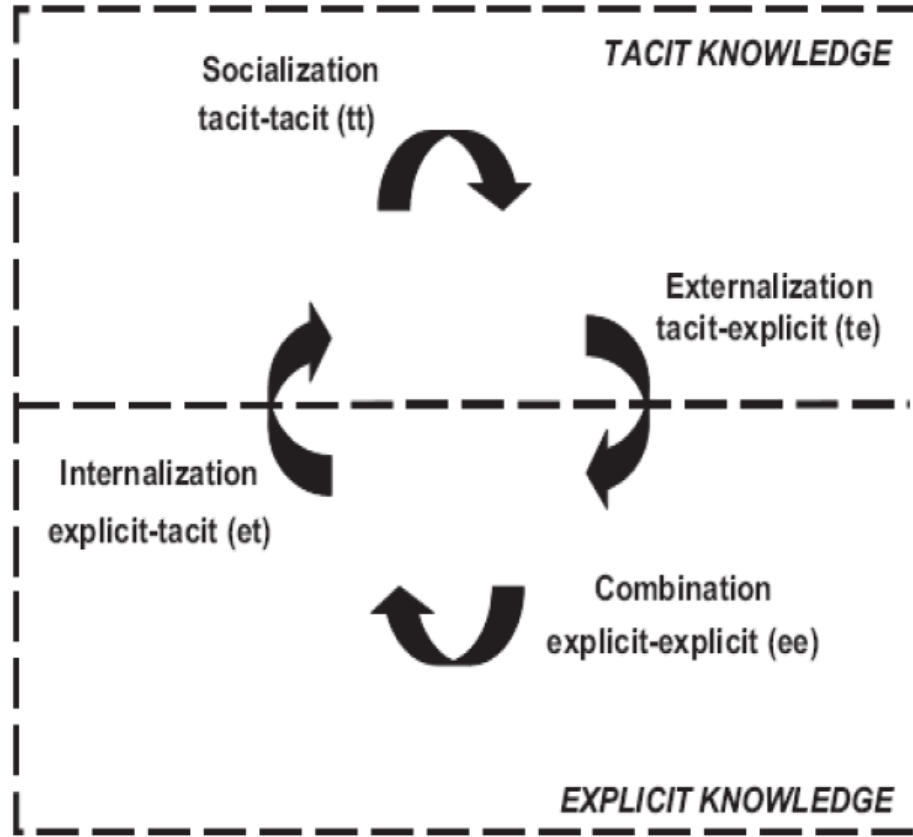 TACIT KNOWLEDGE
Socialization
tacit-tacit (tt)
Externalization
tacit-explicit (te)
Internalization
explicit-tacit (et)
Combination
explicit-explicit (ee)
EXPLICIT KNOWLEDGE